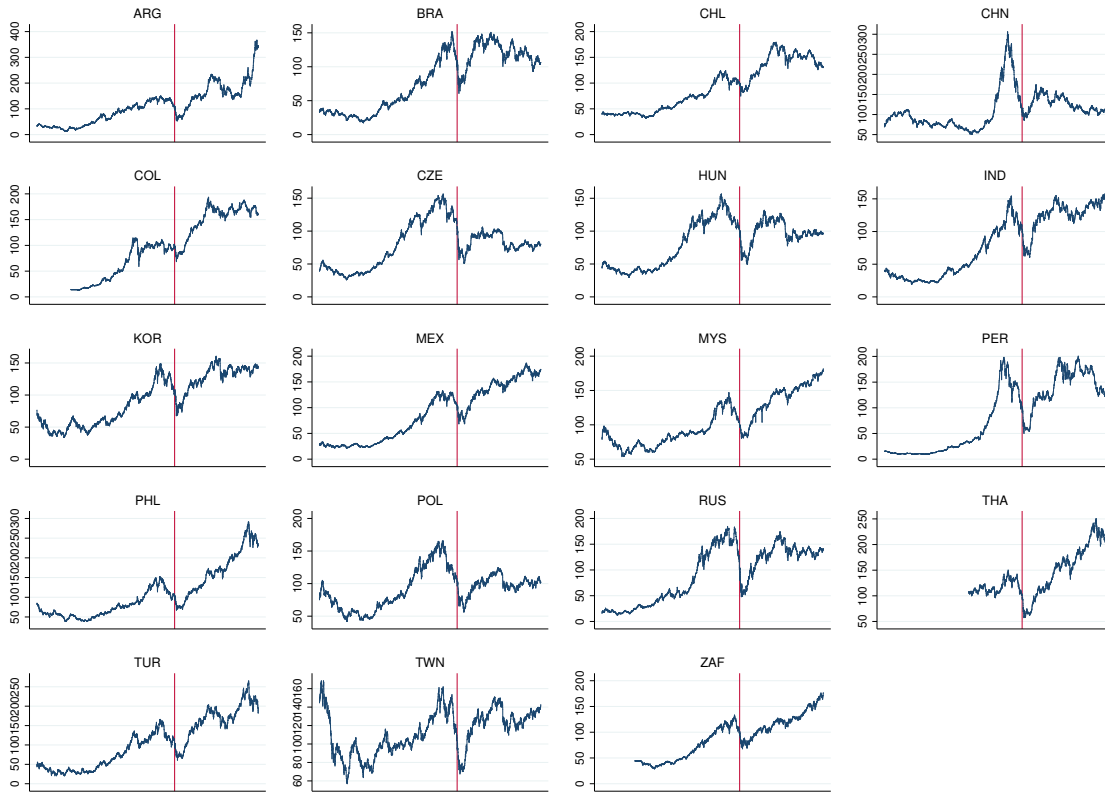 ARG
0 100 200 300 400
BRA
0 50 100 150
CHL
0 50 100 150 200
CHN
50 100 150 200 250 300
COL
0 50 100 150 200
CZE
0 50 100 150
HUN
0 50 100 150
IND
0 50 100 150
KOR
0 50 100 150
MEX
0 50 100 150 200
MYS
50 100 150 200
PER
0 50 100 150 200
PHL
50 100 150 200 250 300
POL
50 100 150 200
RUS
0 50 100 150 200
THA
50 100 150 200 250
TUR
0 50 100 150 200 250
TWN
60 80 100 120 140 160
ZAF
0 50 100 150 200